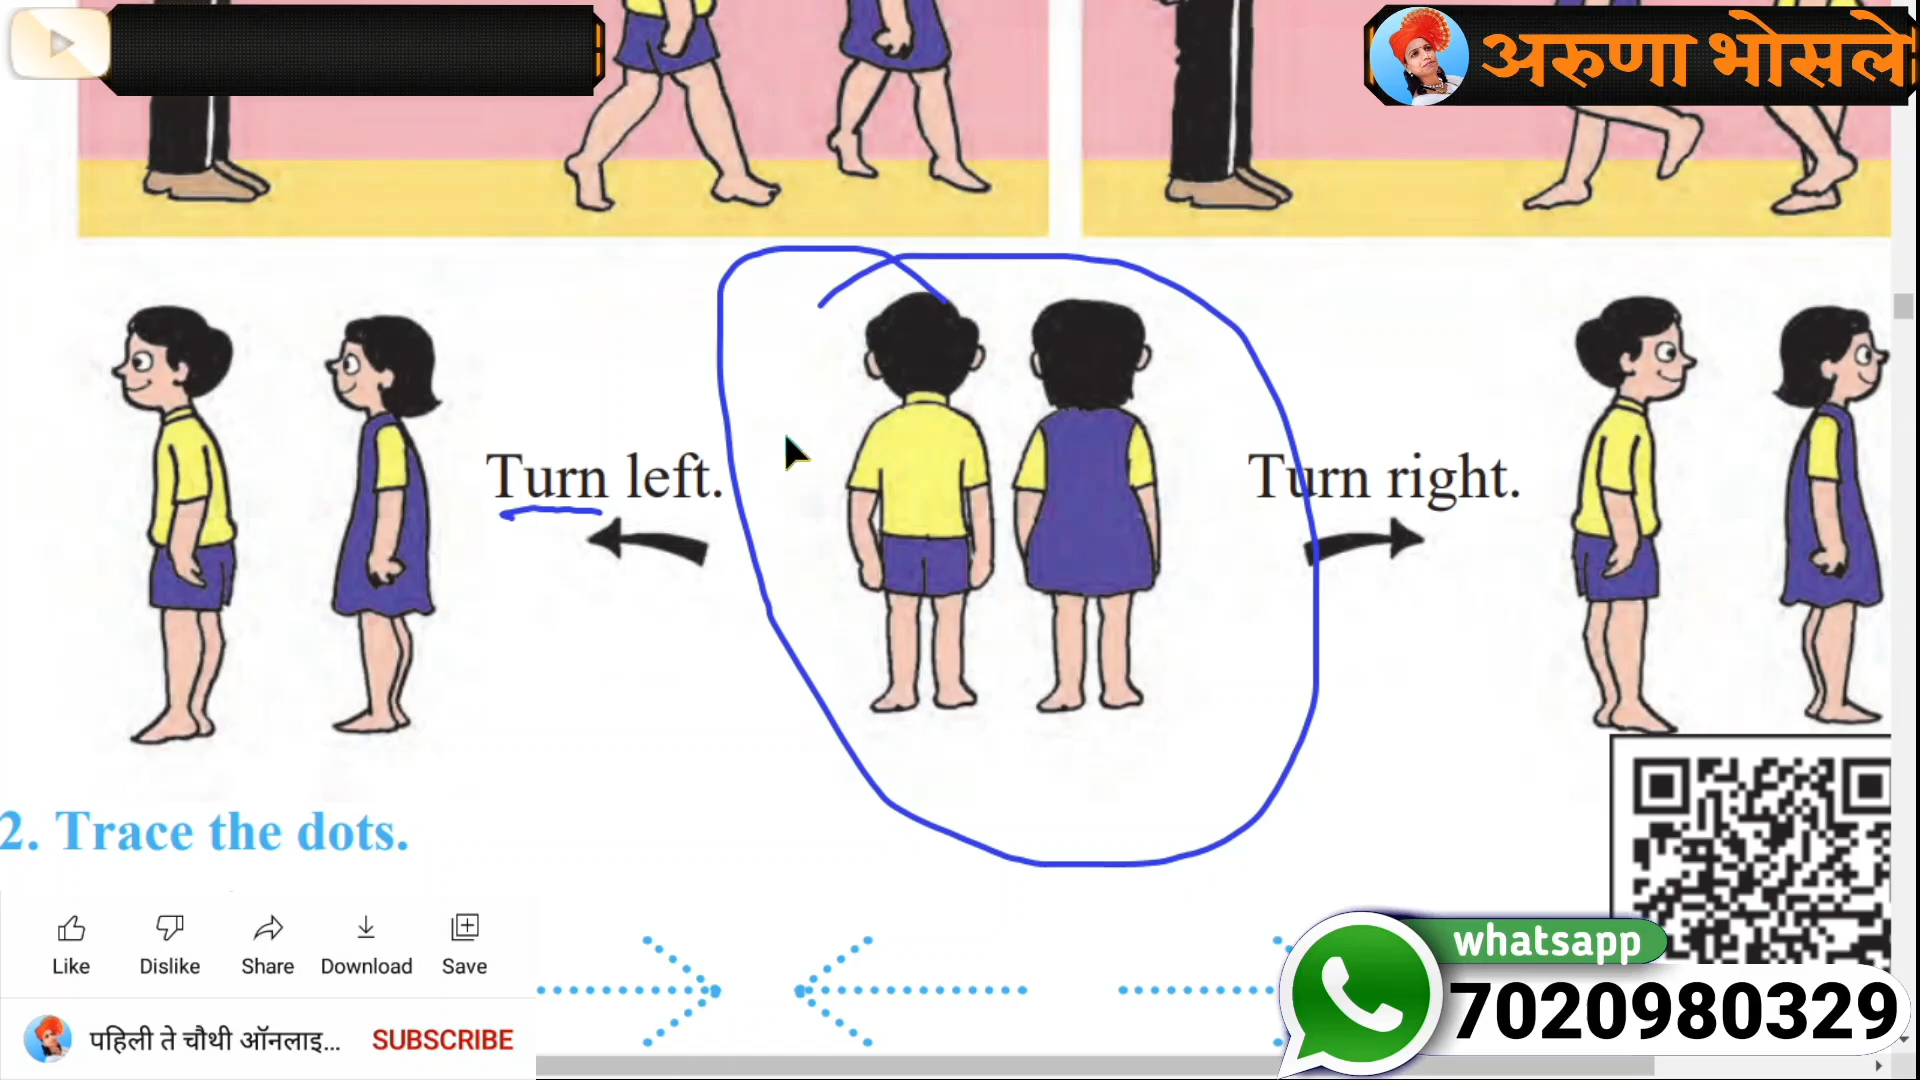 अरुणा भोसले
Turn left.
Turn right.
2. Trace the dots.
Like
Dislike
Share
Download
Save
पहिली ते चौथी ऑनलाइ...
SUBSCRIBE
whatsapp
7020980329